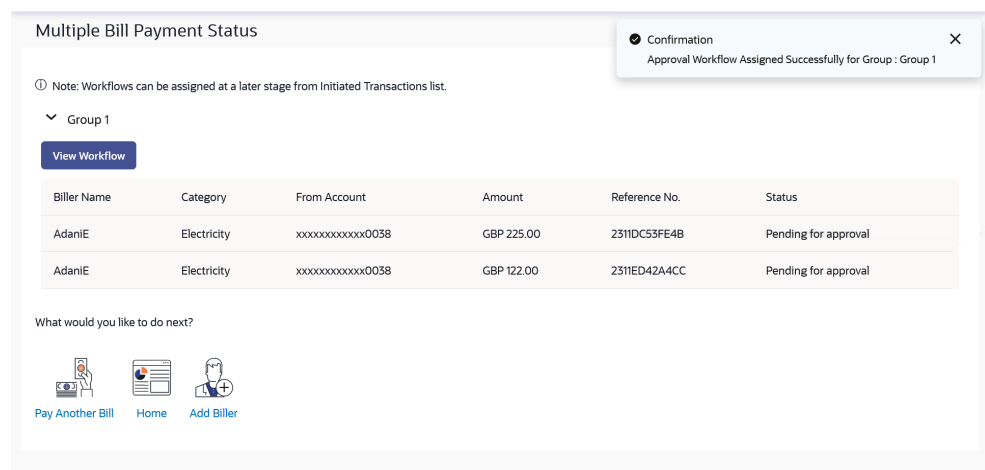 Multiple Bill Payment Status
Confirmation
Approval Workflow Assigned Successfully for Group : Group 1
Note: Workflows can be assigned at a later stage from Initiated Transactions list.
Group 1
View Workflow
Biller Name Category From Account Amount Reference No. Status
AdaniE Electricity xxxxxxxxxxxx0038 GBP 225.00 2311DC53FE4B Pending for approval
AdaniE Electricity xxxxxxxxxxxx0038 GBP 122.00 2311ED42A4CC Pending for approval
What would you like to do next?
Pay Another Bill Home Add Biller